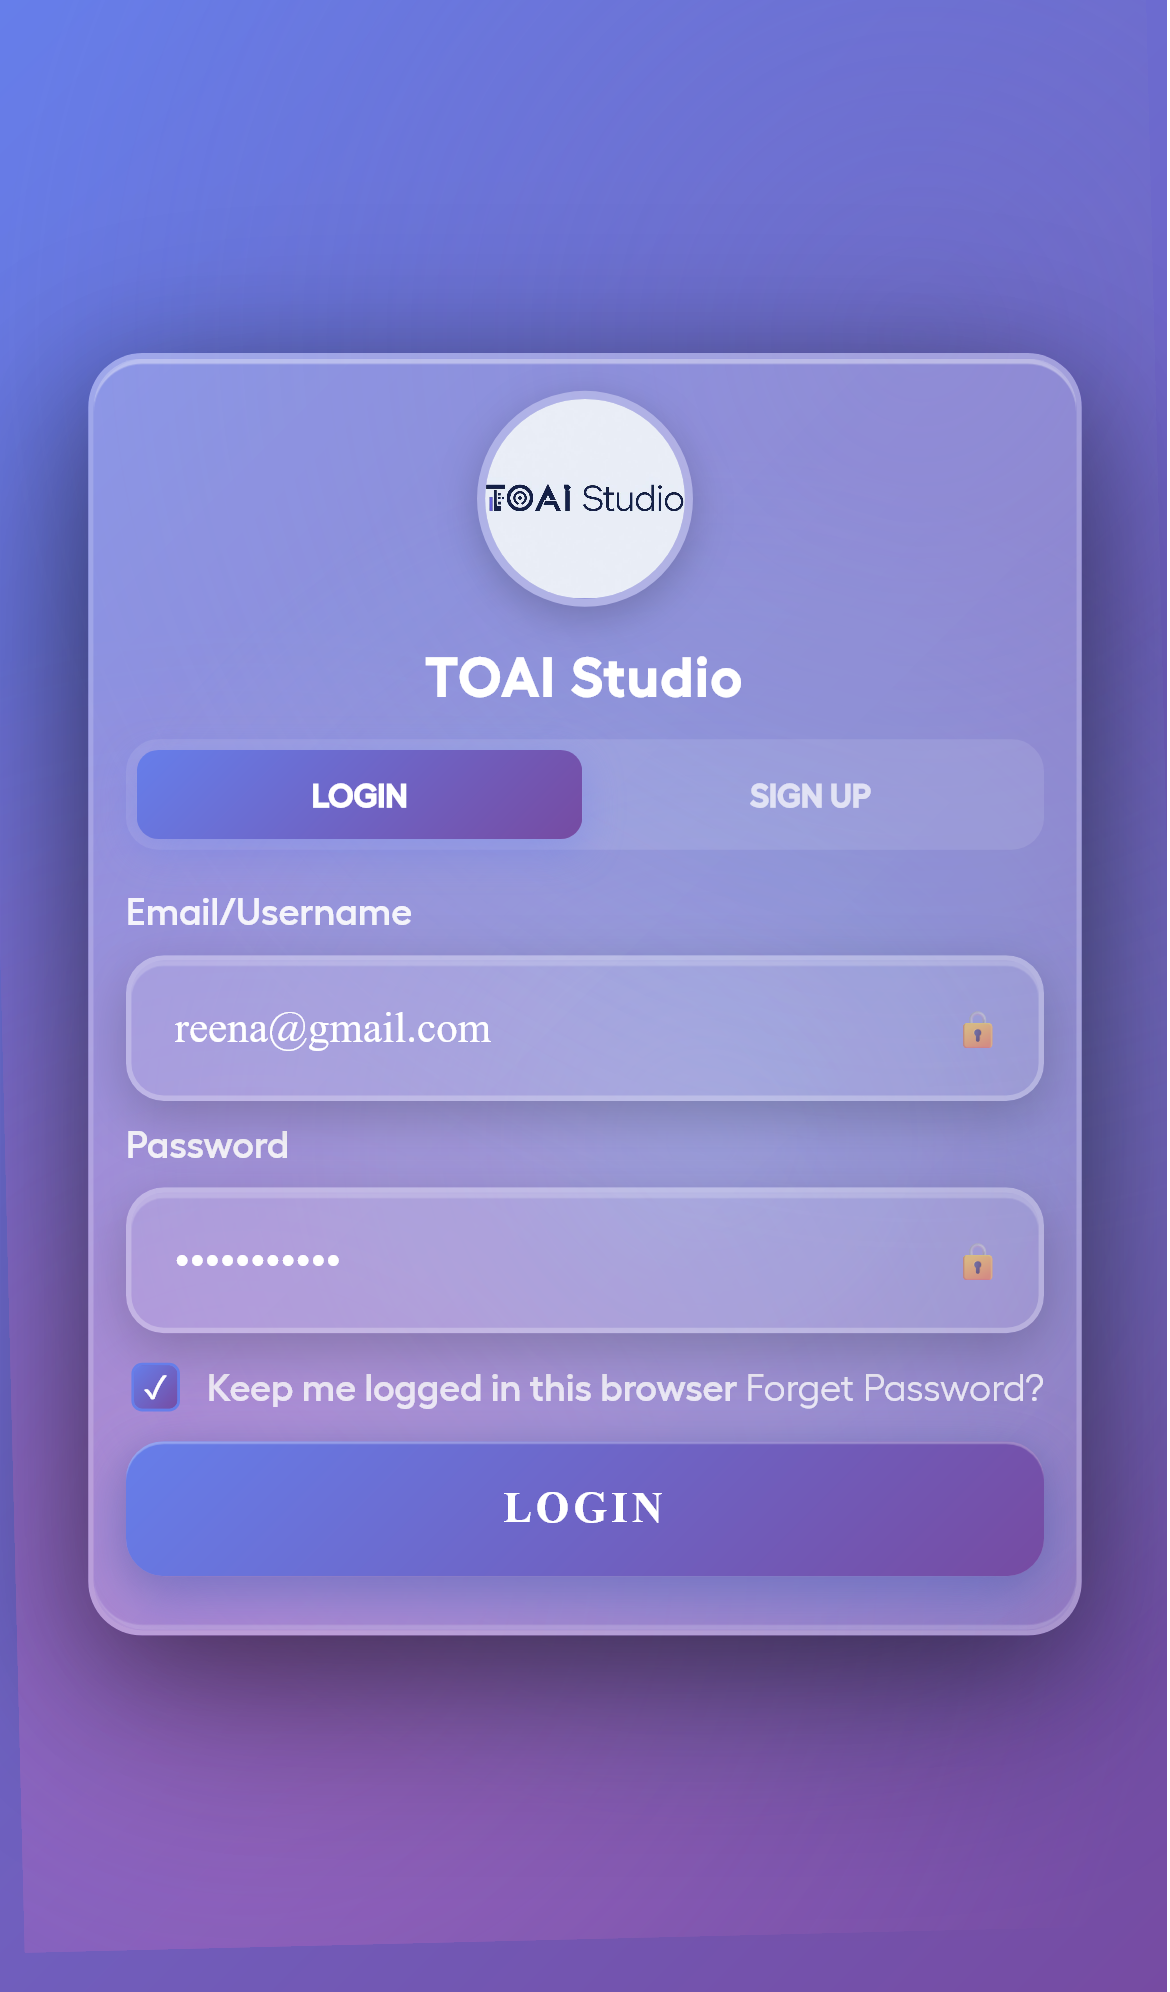 TOAI Studio
TOAI Studio
LOGIN SIGN UP
Email/Username
reena@gmail.com
Password
•••••••••••
Keep me logged in this browser Forget Password?
LOGIN